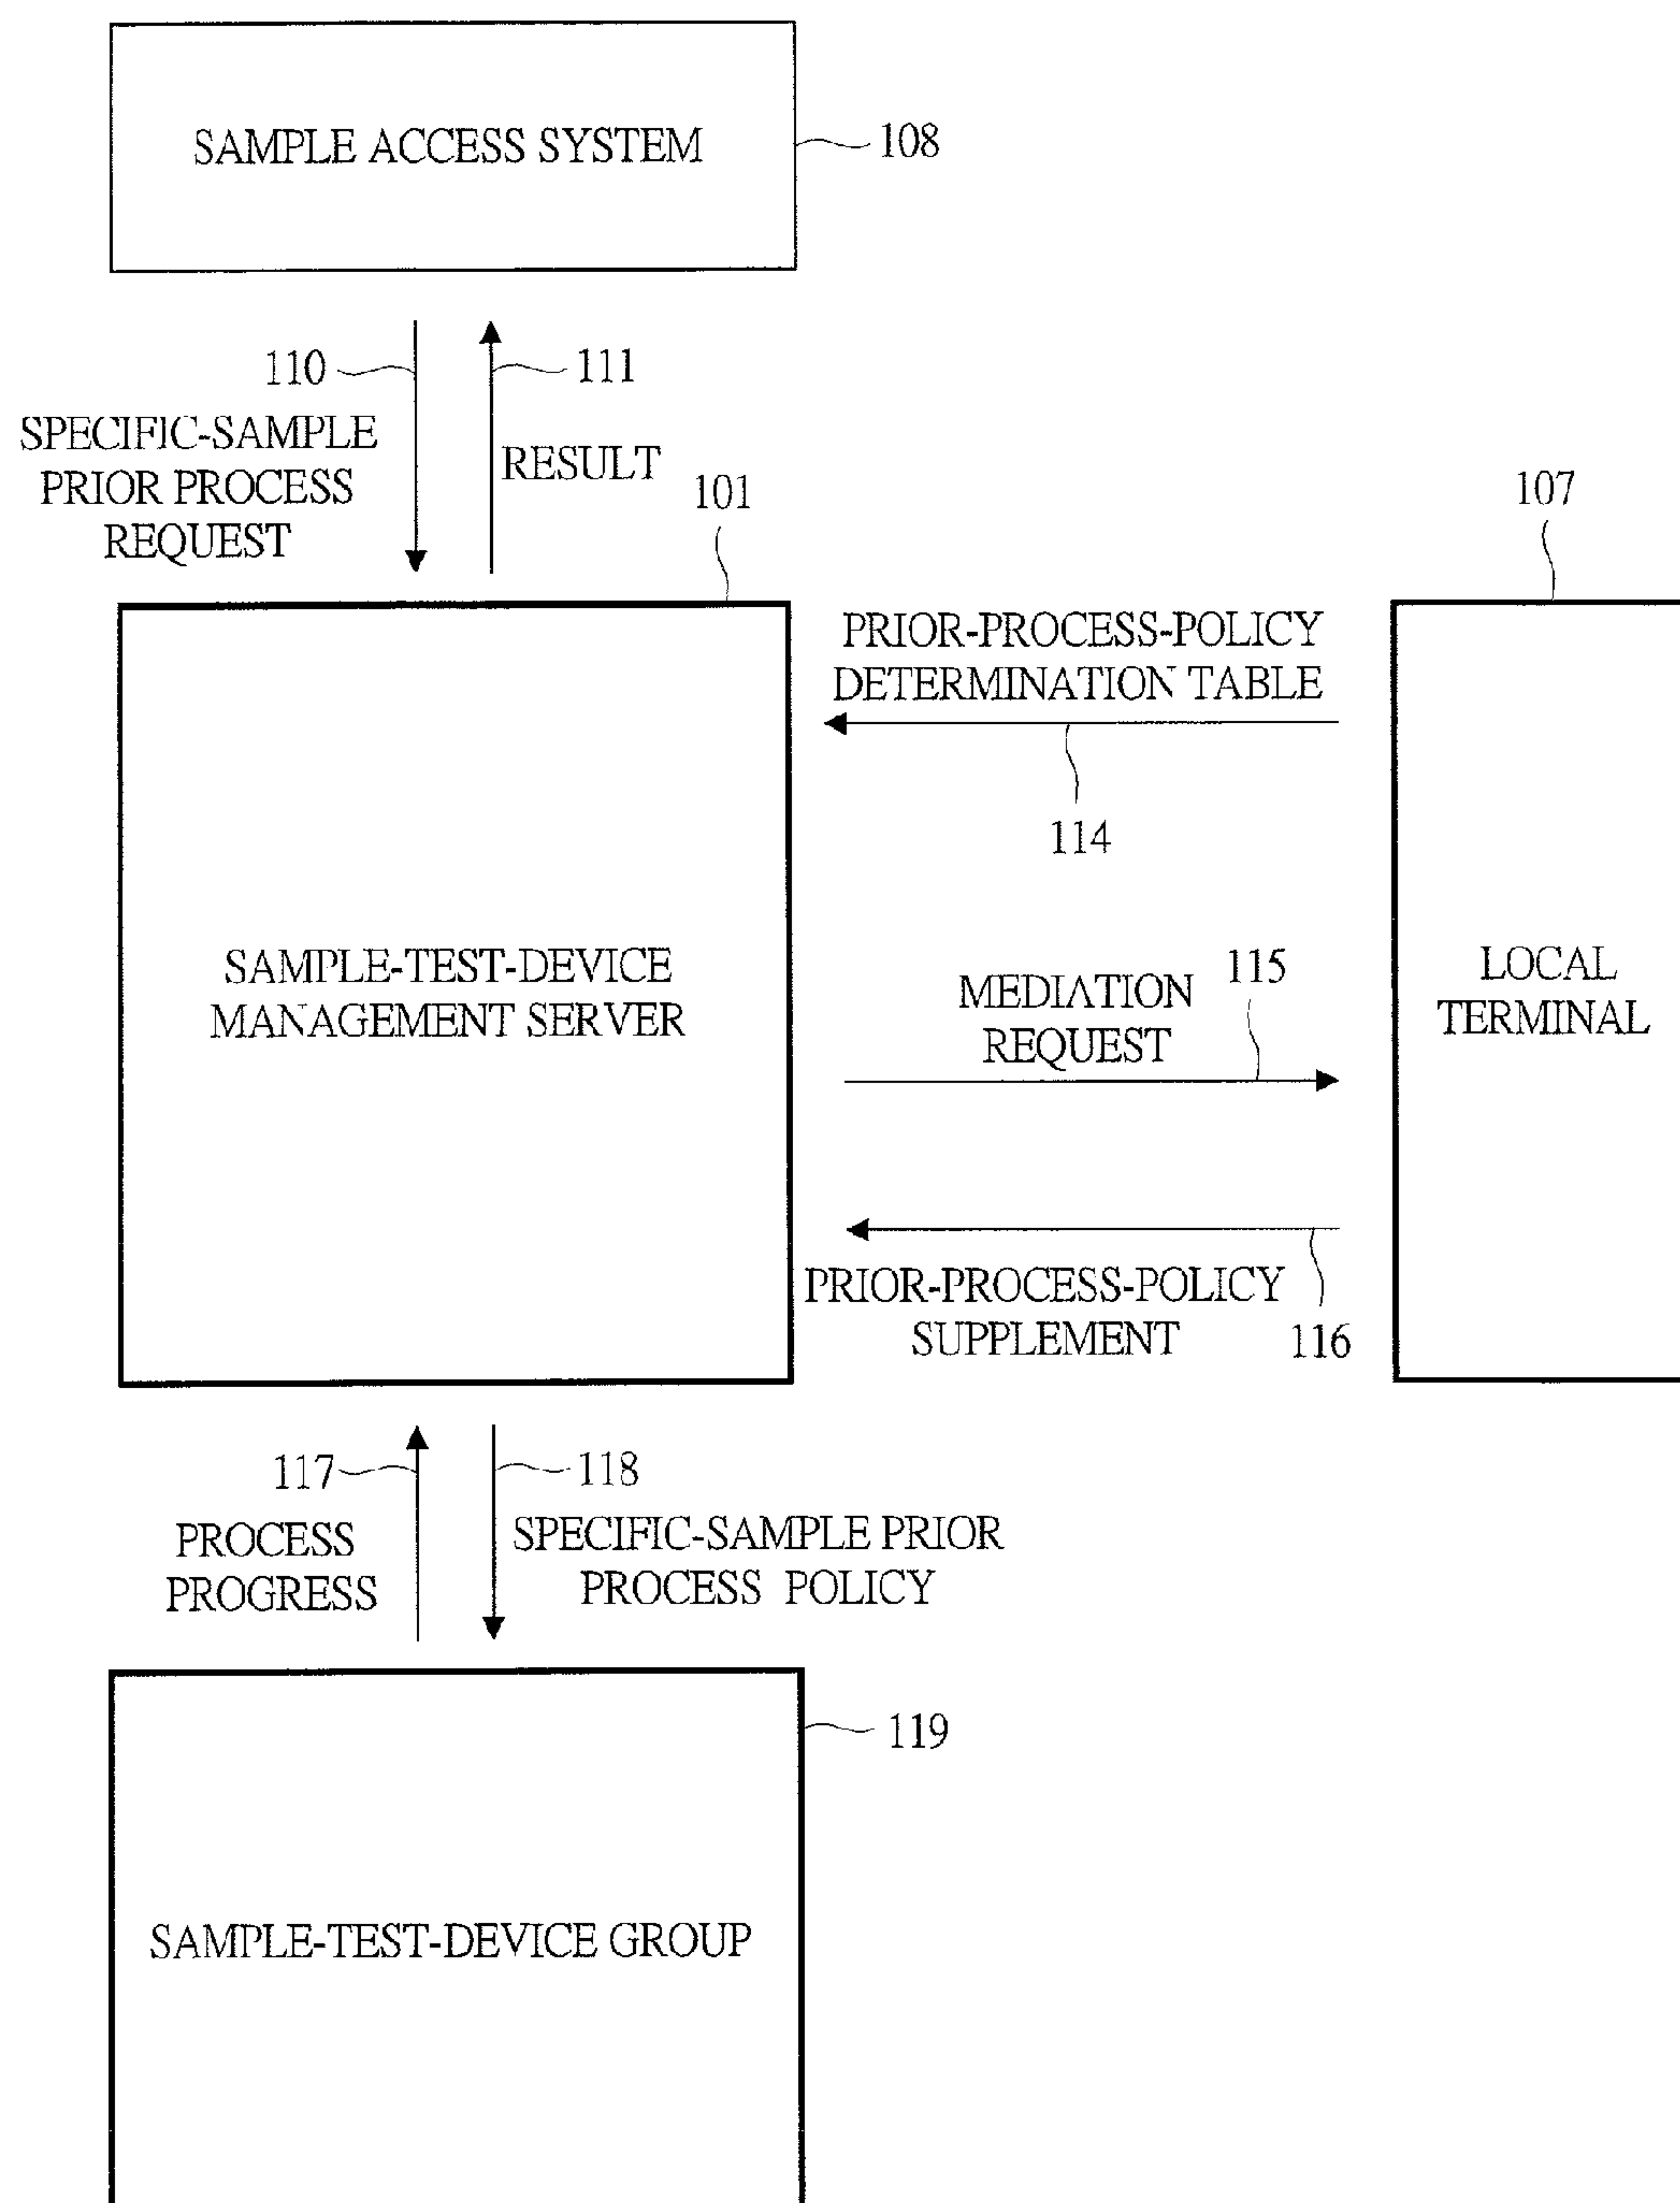 SAMPLE ACCESS SYSTEM
108
110
111
SPECIFIC-SAMPLE
PRIOR PROCESS
REQUEST
RESULT
101
107
PRIOR-PROCESS-POLICY
DETERMINATION TABLE
114
SAMPLE-TEST-DEVICE
MANAGEMENT SERVER
MEDIATION
REQUEST
115
LOCAL
TERMINAL
PRIOR-PROCESS-POLICY
SUPPLEMENT
116
117
118
PROCESS
PROGRESS
SPECIFIC-SAMPLE PRIOR
PROCESS POLICY
119
SAMPLE-TEST-DEVICE GROUP